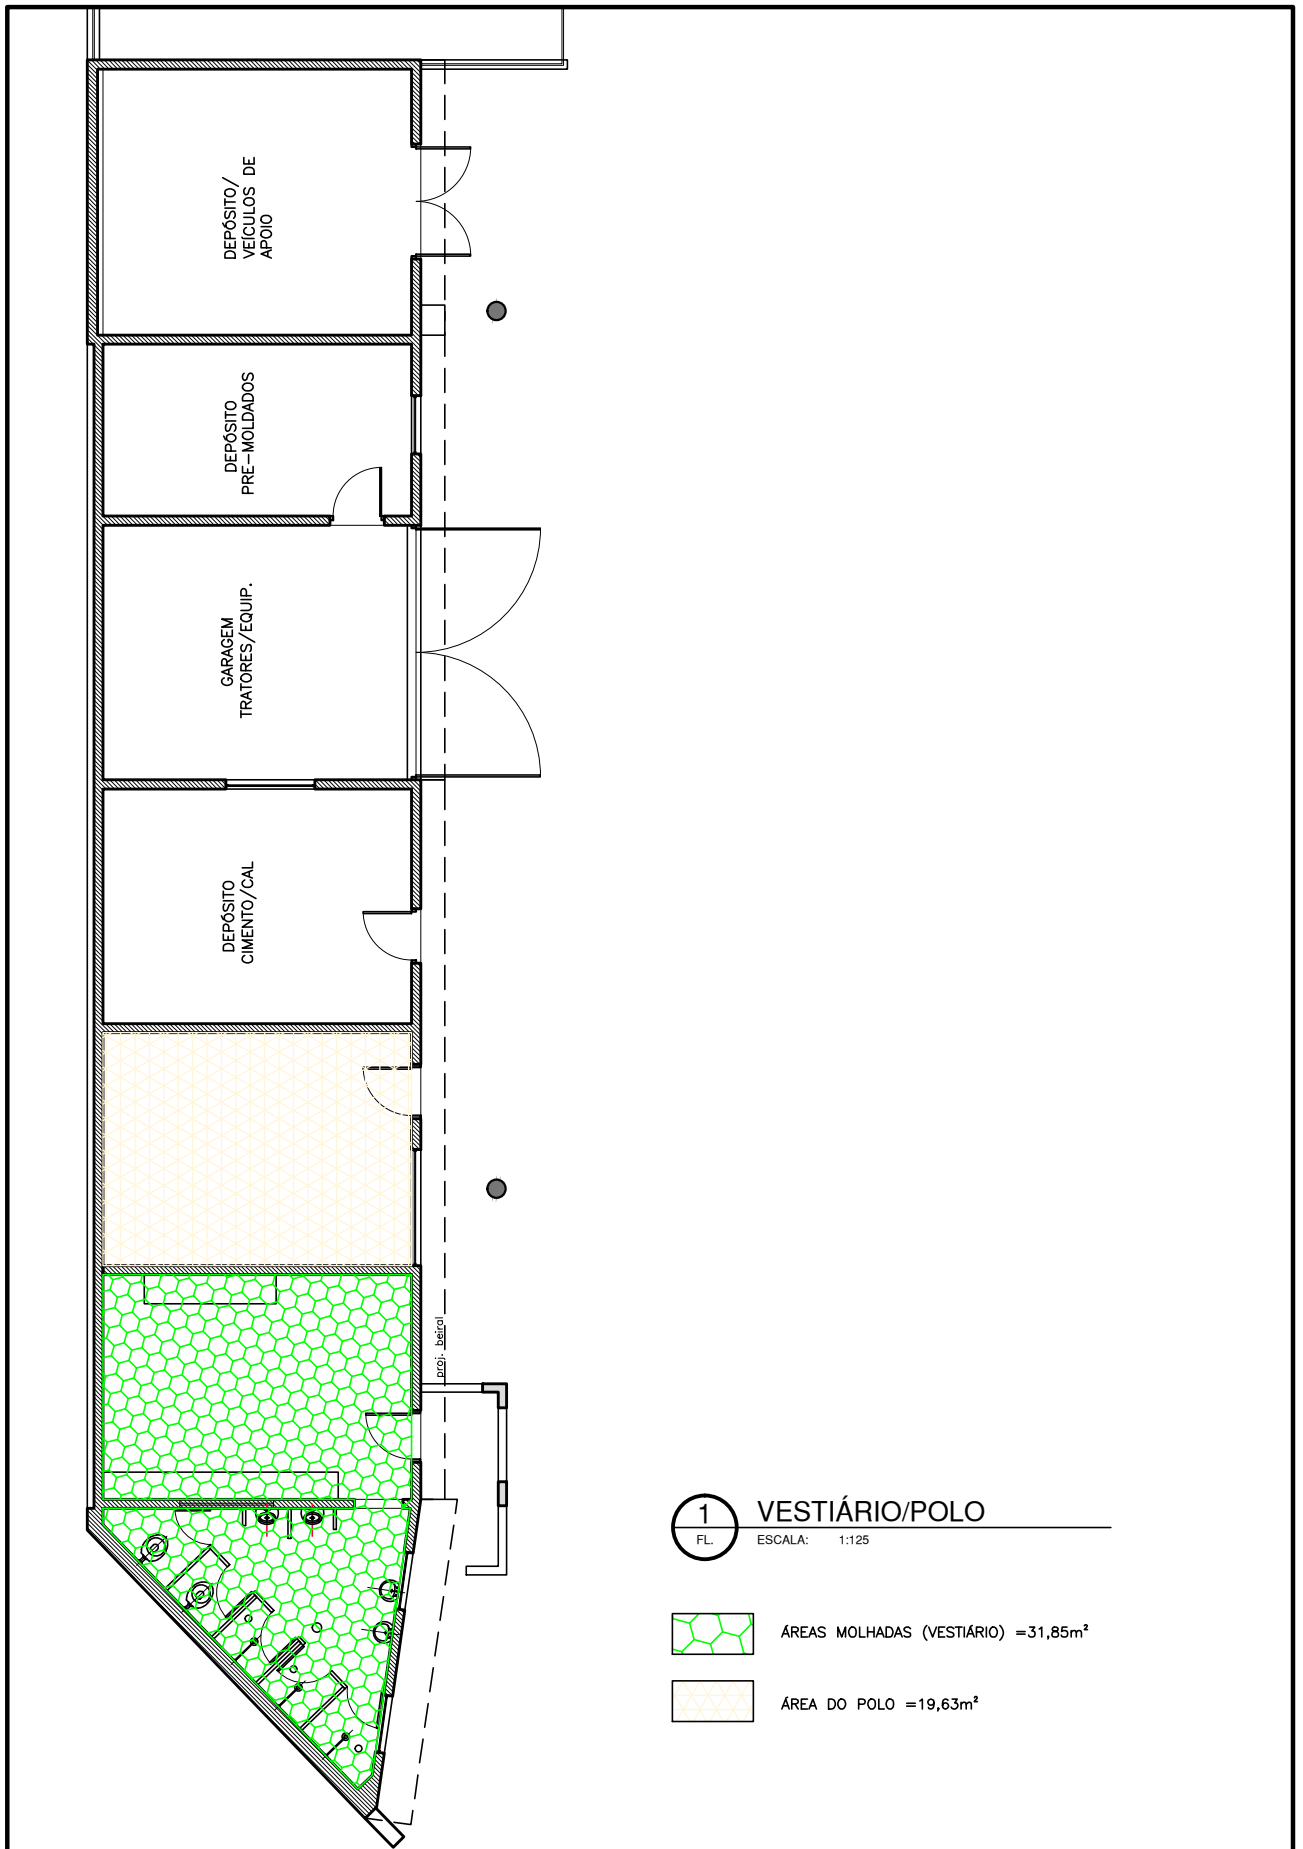 DEPÓSITO/
VEÍCULOS DE
APOIO
DEPÓSITO
PRE-MOLDADOS
GARAGEM
TRATORES/EQUIP.
DEPÓSITO
CIMENTO/CAL
proj. beiral
1
FL.
VESTIÁRIO/POLO
ESCALA: 1:125
ÁREAS MOLHADAS (VESTIÁRIO) =31,85m²
ÁREA DO POLO =19,63m²